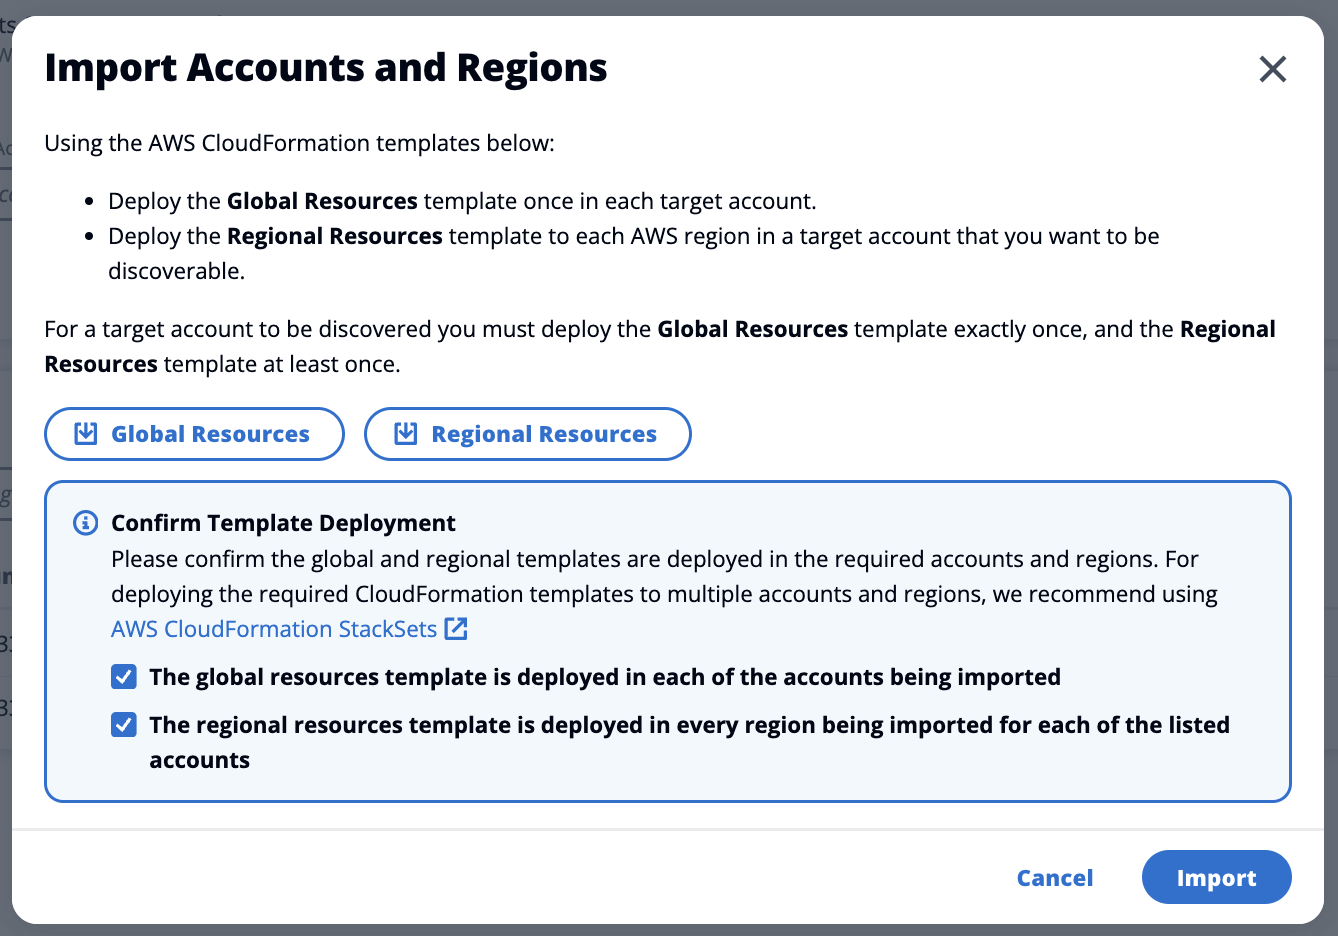 Import Accounts and Regions
Using the AWS CloudFormation templates below:
• Deploy the Global Resources template once in each target account.
• Deploy the Regional Resources template to each AWS region in a target account that you want to be
discoverable.
For a target account to be discovered you must deploy the Global Resources template exactly once, and the Regional
Resources template at least once.
Global Resources
Regional Resources
Confirm Template Deployment
Please confirm the global and regional templates are deployed in the required accounts and regions. For
deploying the required CloudFormation templates to multiple accounts and regions, we recommend using
AWS CloudFormation StackSets
The global resources template is deployed in each of the accounts being imported
The regional resources template is deployed in every region being imported for each of the listed
accounts
Cancel
Import